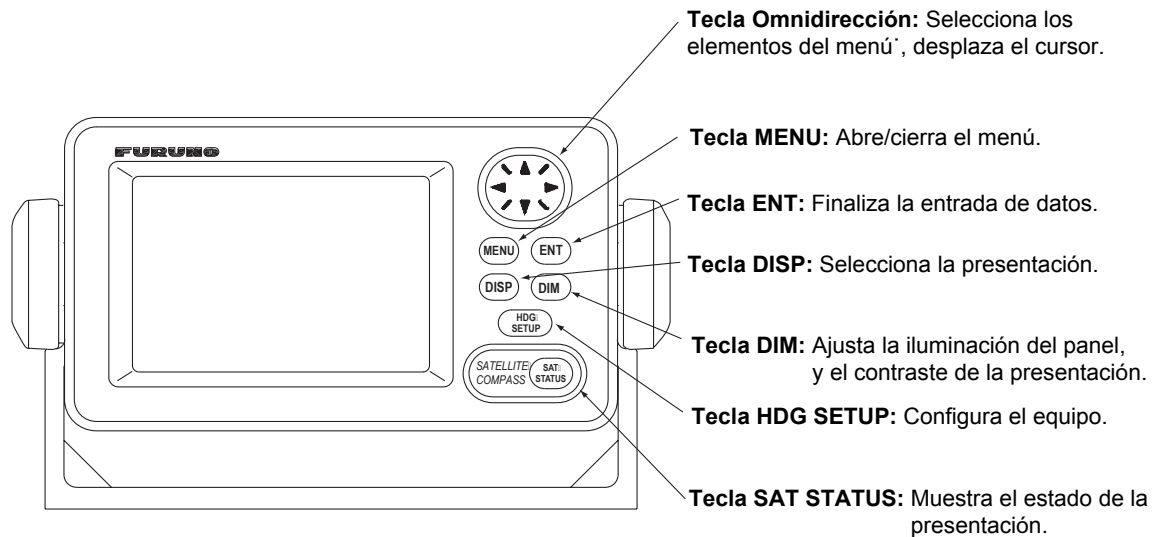 Tecla Omnidirección: Selecciona los
elementos del menú˙, desplaza el cursor.
FURUNO
Tecla MENU: Abre/cierra el menú.
Tecla ENT: Finaliza la entrada de datos.
MENU
ENT
Tecla DISP: Selecciona la presentación.
DISP
DIM
HDG
SETUP
Tecla DIM: Ajusta la iluminación del panel,
y el contraste de la presentación.
SATELLITE
COMPASS
SAT
STATUS
Tecla HDG SETUP: Configura el equipo.
Tecla SAT STATUS: Muestra el estado de la
presentación.